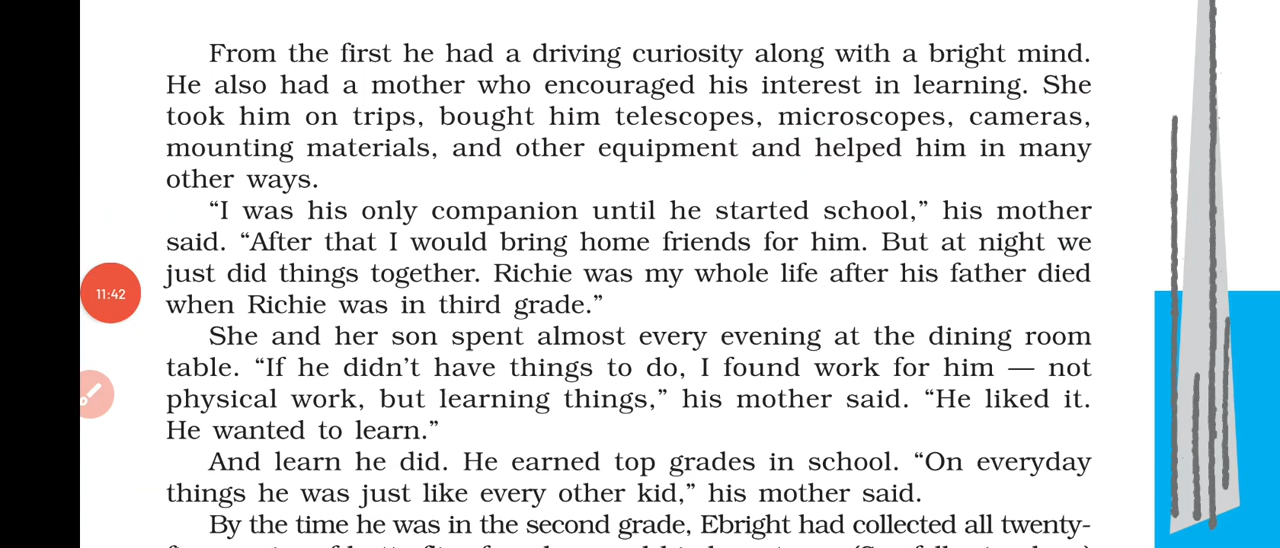 From the first he had a driving curiosity along with a bright mind.
He also had a mother who encouraged his interest in learning. She
took him on trips, bought him telescopes, microscopes, cameras,
mounting materials, and other equipment and helped him in many
other ways.
“I was his only companion until he started school,” his mother
said. “After that I would bring home friends for him. But at night we
just did things together. Richie was my whole life after his father died
when Richie was in third grade.”
She and her son spent almost every evening at the dining room
table. “If he didn’t have things to do, I found work for him — not
physical work, but learning things,” his mother said. “He liked it.
He wanted to learn.”
And learn he did. He earned top grades in school. “On everyday
things he was just like every other kid,” his mother said.
By the time he was in the second grade, Ebright had collected all twenty-
11:42